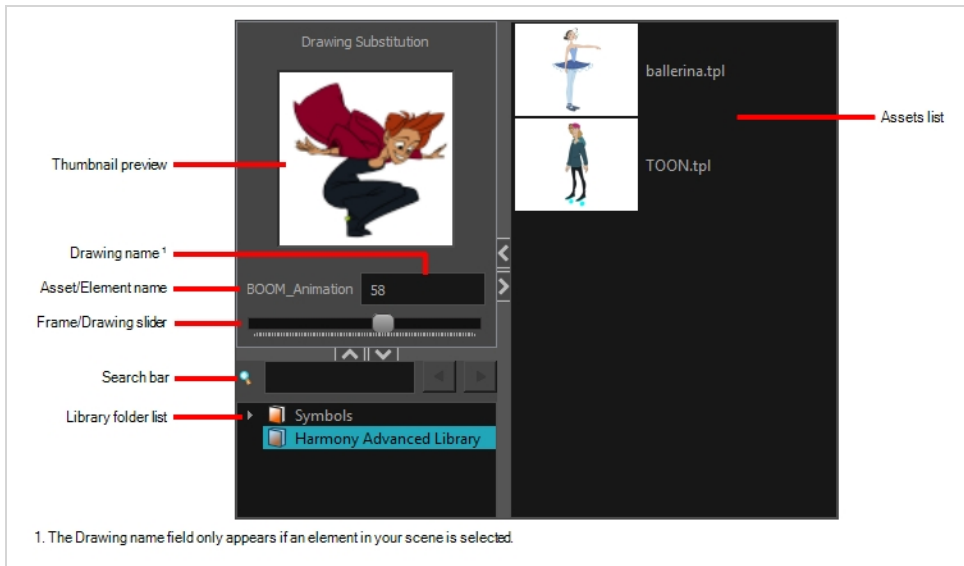 Drawing Substitution
ballerina.tpl
Assets list
Thumbnail preview
TOON.tpl
Drawing name ¹
Asset/Element name
BOOM_Animation
58
Frame/Drawing slider
Search bar
Library folder list
Symbols
Harmony Advanced Library
1. The Drawing name field only appears if an element in your scene is selected.